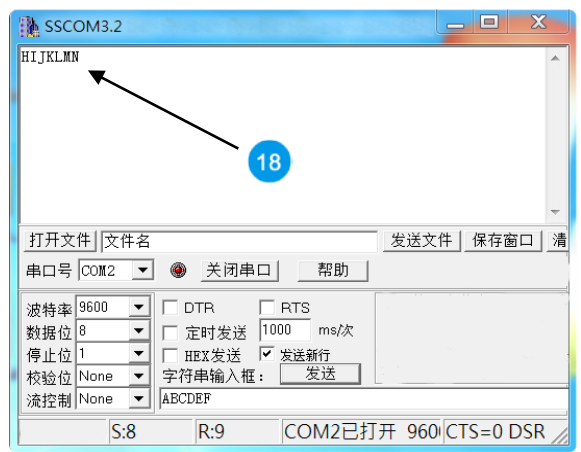 SSCOM3.2
HIJKLMN
18
打开文件 文件名 发送文件 保存窗口 清
串口号 COM2 关闭串口 帮助
波特率 9600 DTR RTS
数据位 8 定时发送 1000 ms/次
停止位 1 HEX发送 发送新行
校验位 None 字符串输入框： 发送
流控制 None ABCDEF
S:8 R:9 COM2已打开 960 CTS=0 DSR